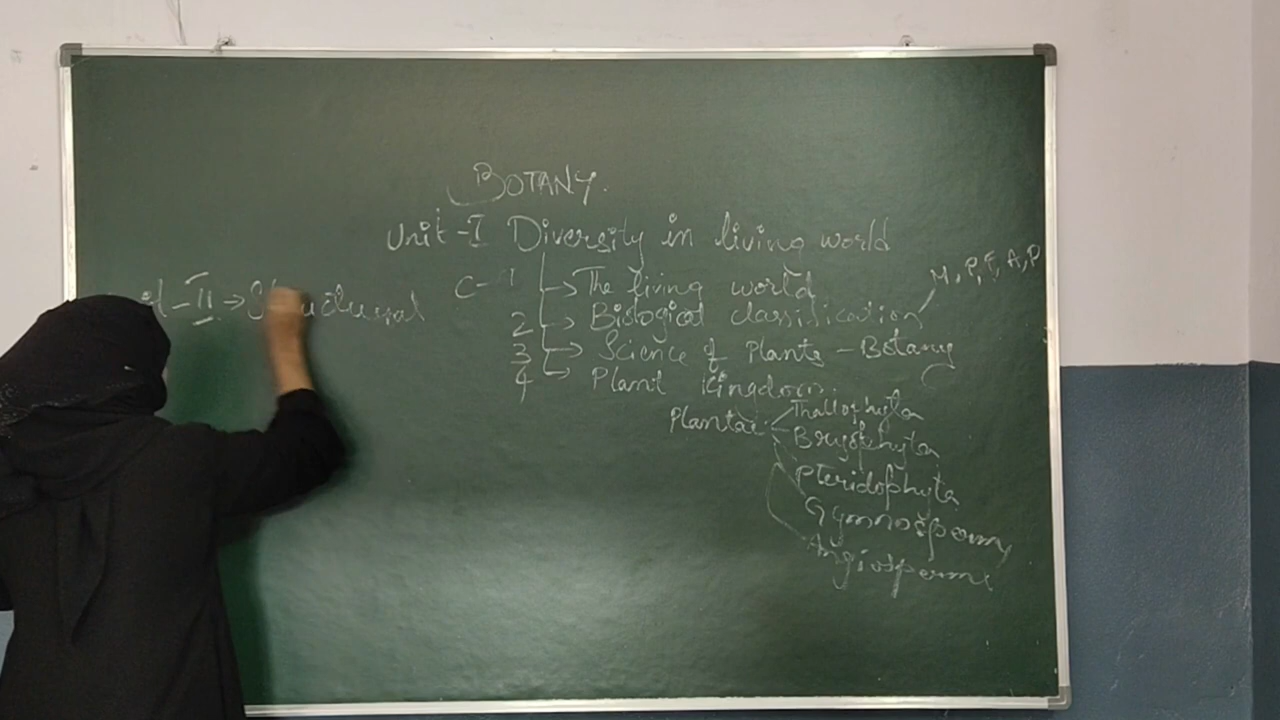 BOTANY.
Unit-I Diversity in living world
C-1 → The living world
2 → Biological classification M, P, F, A, P
3 → Science of Plants - Botany
4 → Plant Kingdom.
Plantae Thallophyta
Bryophyta
Pteridophyta
Gymnosperms
Angiosperms
II →